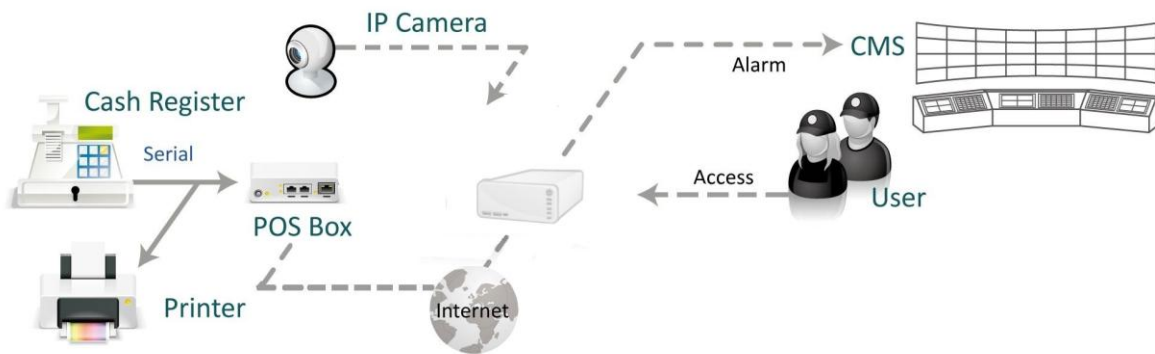 IP Camera
CMS
Alarm
Cash Register
Serial
Access
User
POS Box
Printer
Internet